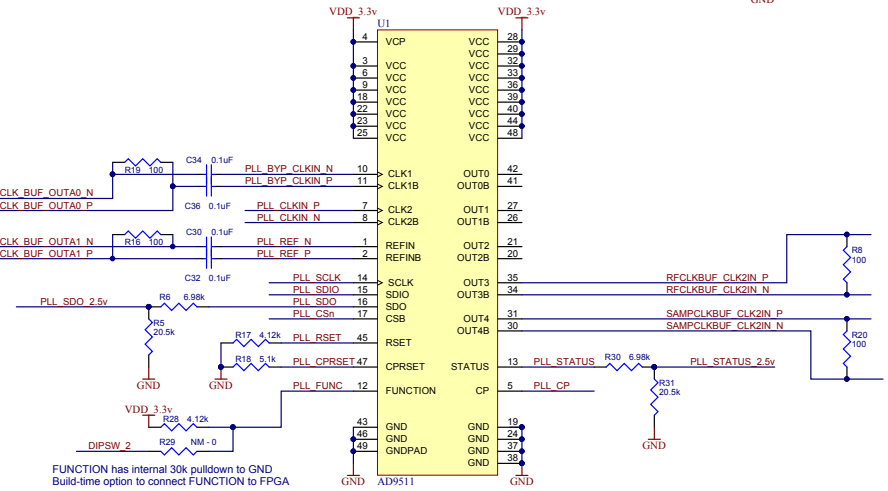 GND
VDD_3.3v VDD_3.3v
U1
4 VCP VCC 28
VCC 29
3 VCC VCC 32
6 VCC VCC 33
9 VCC VCC 36
18 VCC VCC 39
22 VCC VCC 40
23 VCC VCC 44
25 VCC VCC 48
C34 0.1uF
R19 100 PLL_BYP_CLKIN_N 10 CLK1 OUT0 42
PLL_BYP_CLKIN_P 11 CLK1B OUT0B 41
CLK_BUF_OUTA0_N
CLK_BUF_OUTA0_P C36 0.1uF
PLL_CLKIN_P 7 CLK2 OUT1 27
PLL_CLKIN_N 8 CLK2B OUT1B 26
C30 0.1uF
CLK_BUF_OUTA1_N R16 100 PLL_REF_N 1 REFIN OUT2 21
CLK_BUF_OUTA1_P PLL_REF_P 2 REFINB OUT2B 20
R8
100
C32 0.1uF
PLL_SCLK 14 SCLK OUT3 35 RFCLKBUF_CLK2IN_P
PLL_SDIO 15 SDIO OUT3B 34 RFCLKBUF_CLK2IN_N
PLL_SDO_2.5v R6 6.98k PLL_SDO 16 SDO
PLL_CSn 17 CSB OUT4 31 SAMPCLKBUF_CLK2IN_P
R5
20.5k
OUT4B 30 SAMPCLKBUF_CLK2IN_N
R17 4.12k PLL_RSET 45 RSET
R20
100
R18 5.1k PLL_CPRSET 47 CPRSET STATUS 13 PLL_STATUS R30 6.98k PLL_STATUS_2.5v
GND GND
PLL_FUNC 12 FUNCTION CP 5 PLL_CP
R31
20.5k
VDD_3.3v
R28 4.12k
43 GND GND 19
46 GND GND 24
49 GNDPAD GND 37
GND 38
DIPSW_2 R29 NM - 0
GND
FUNCTION has internal 30k pulldown to GND
Build-time option to connect FUNCTION to FPGA
GND AD9511 GND